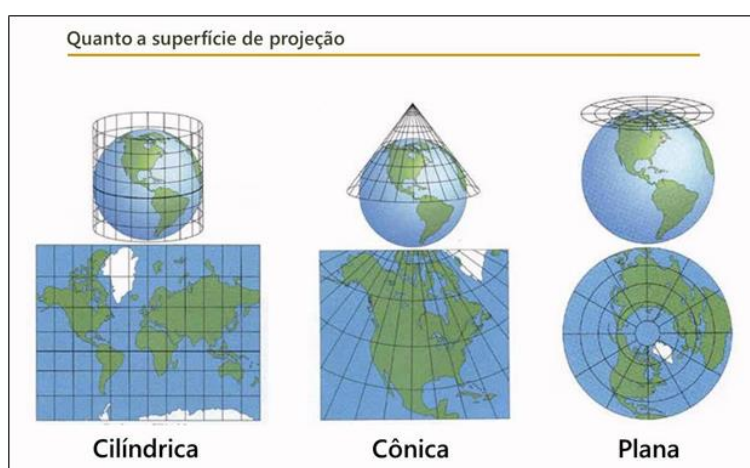 Quanto a superfície de projeção
Cilíndrica
Cônica
Plana